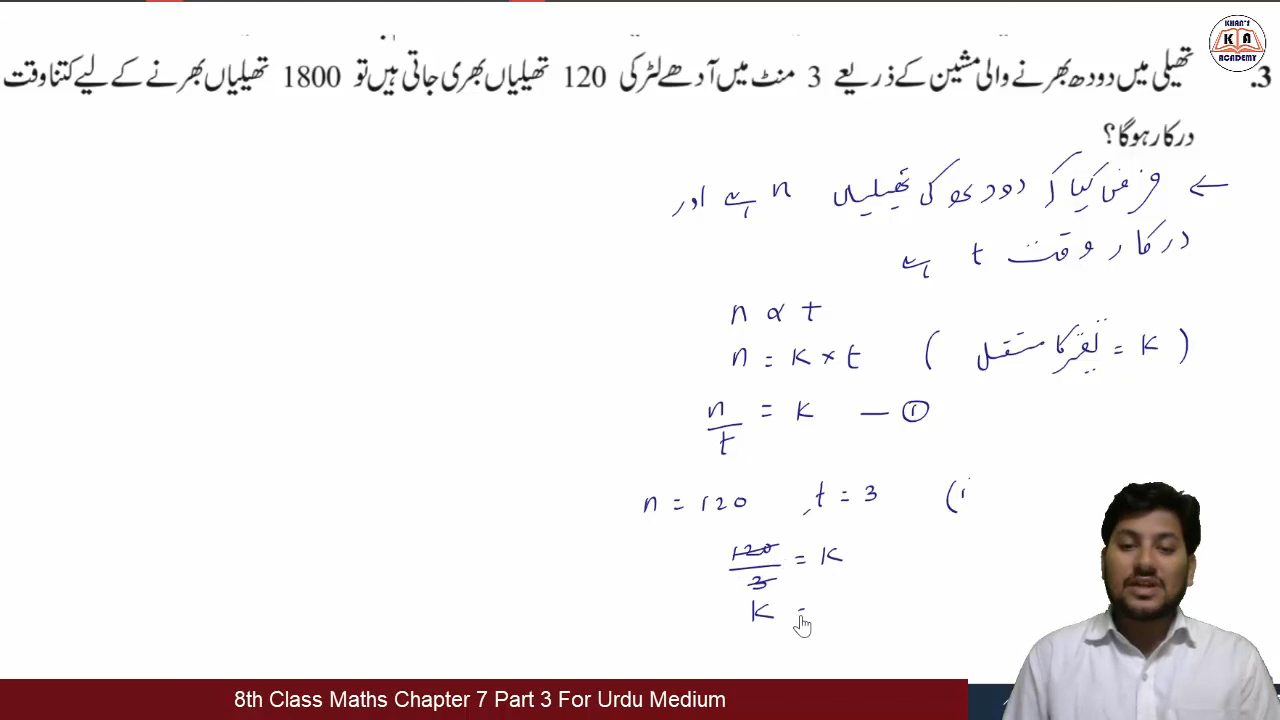 KHAN'S
K A
ACADEMY
3. تھیلی میں دودھ بھرنے والی مشین کے ذریعے 3 منٹ میں آدھے لٹر کی 120 تھیلیاں بھری جاتی ہیں تو 1800 تھیلیاں بھرنے کے لیے کتنا وقت
درکار ہوگا؟
← فرض کیا کہ دودھ کی تھیلیاں n ہے اور
درکار وقت t ہے
n ∝ t
n = K × t ( K = تغیر کا مستقل )
n/t = K — ①
n = 120 , t = 3 (i
120/3 = K
K =
8th Class Maths Chapter 7 Part 3 For Urdu Medium